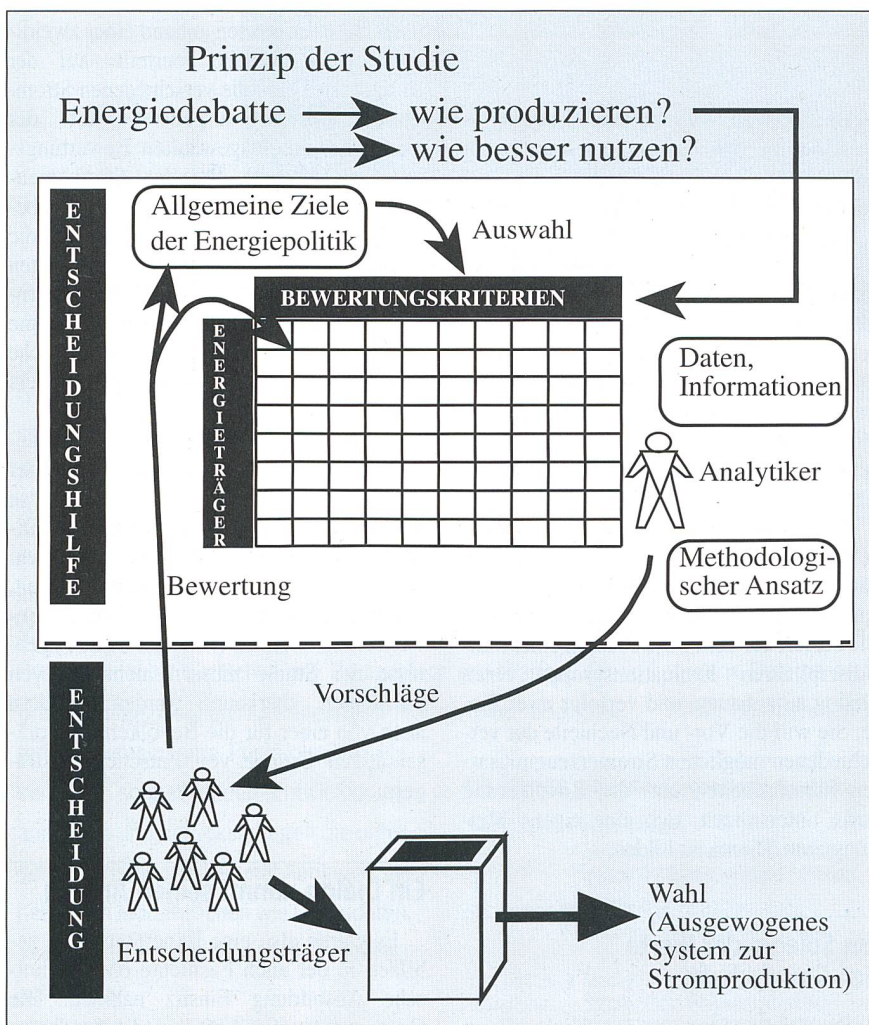 Prinzip der Studie
Energiedebatte
wie produzieren?
wie besser nutzen?
ENTSCHEIDUNGSHILFE
Allgemeine Ziele
der Energiepolitik
Auswahl
BEWERTUNGSKRITERIEN
ENERGIETRÄGER
Daten,
Informationen
Analytiker
Methodologi-
scher Ansatz
Bewertung
ENTSCHEIDUNG
Vorschläge
Entscheidungsträger
Wahl
(Ausgewogenes
System zur
Stromproduktion)